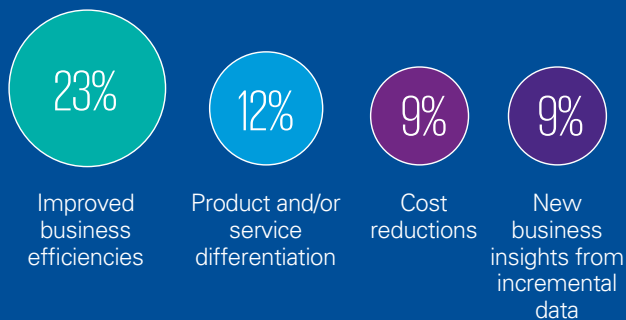 23%
12%
9%
9%
Improved
business
efficiencies
Product and/or
service
differentiation
Cost
reductions
New
business
insights from
incremental
data